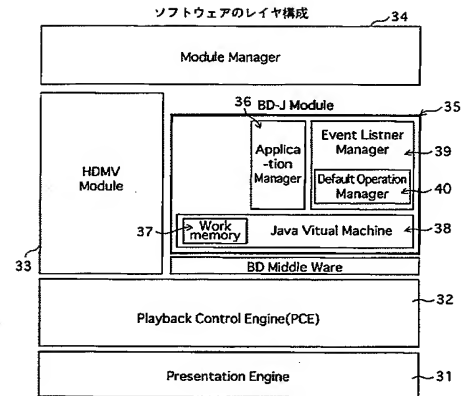 ソフトウェアのレイヤ構成
34
Module Manager
BD-J Module
35
36
HDMV
Module
Applica
-tion
Manager
Event Listner
Manager
39
Default Operation
Manager
40
37
Work
memory
Java Vitual Machine
38
33
BD Middle Ware
32
Playback Control Engine(PCE)
Presentation Engine
31